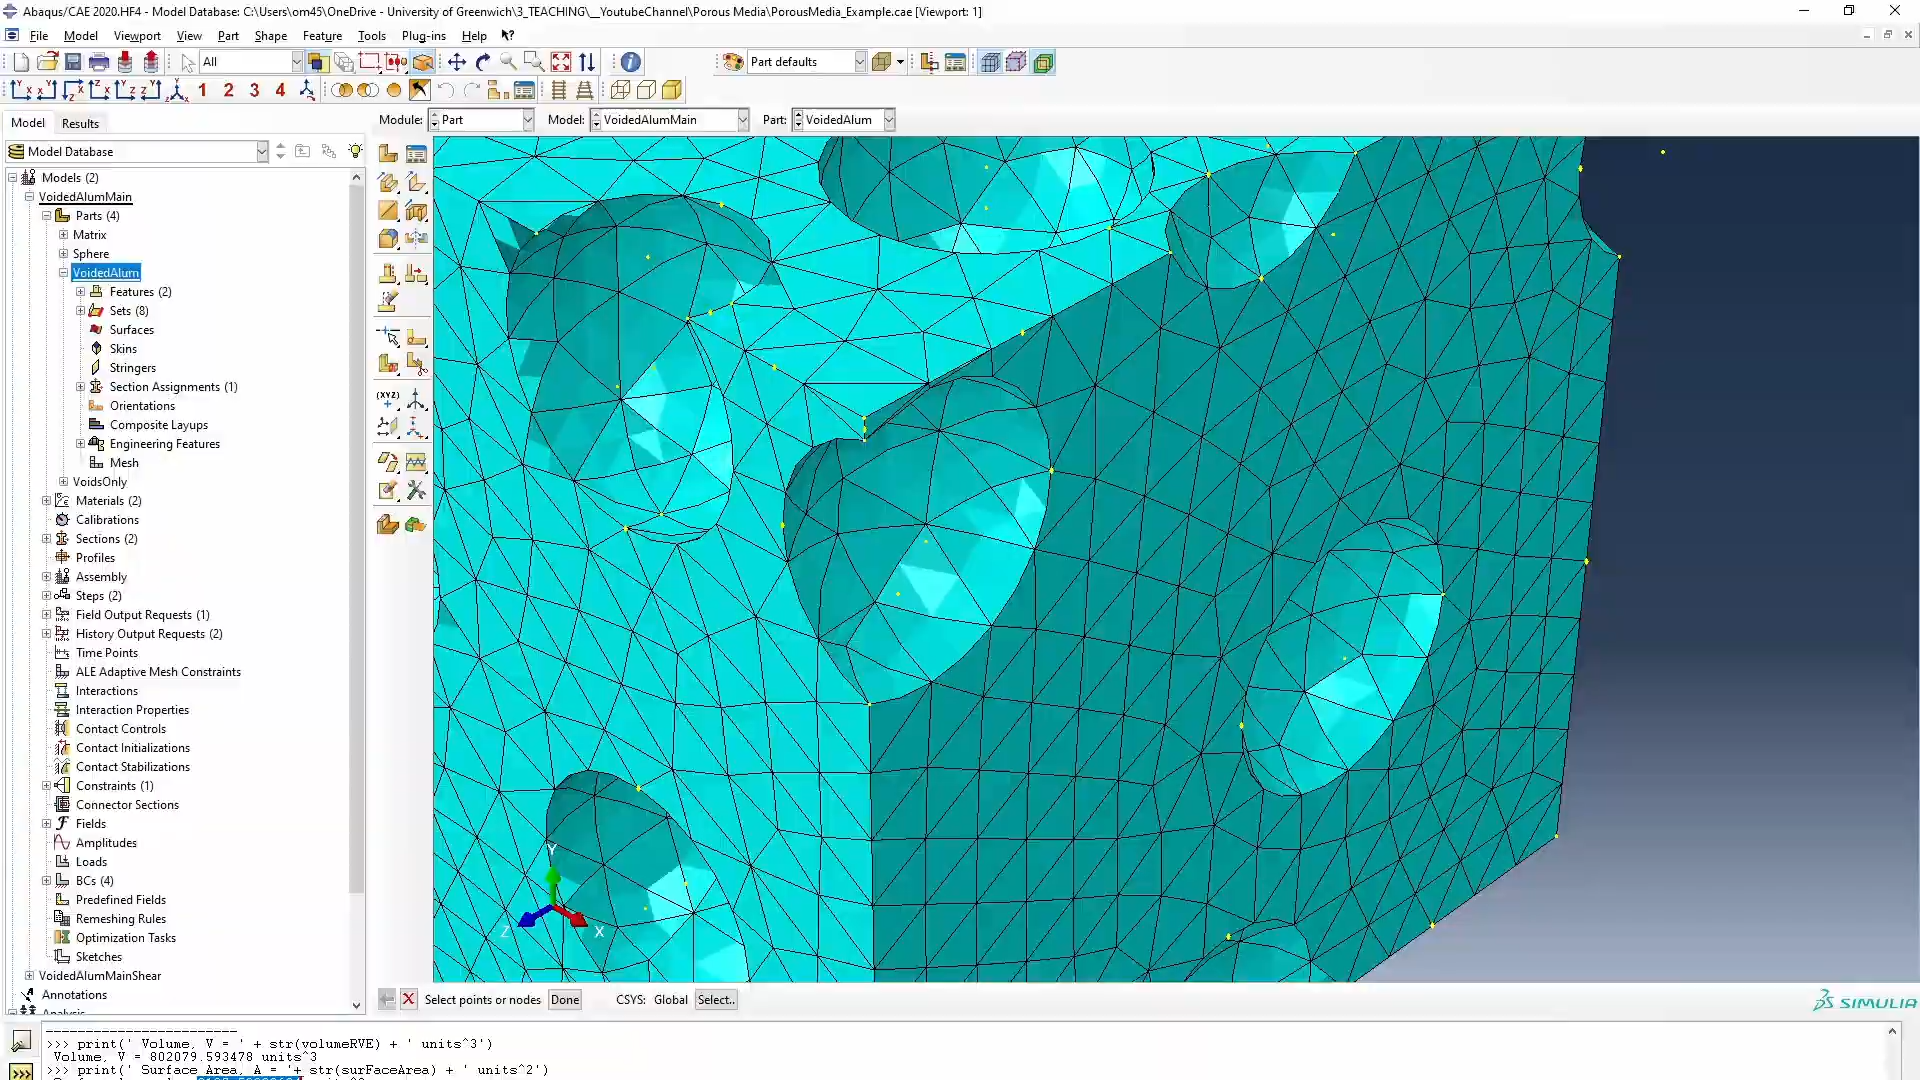 Abaqus/CAE 2020.HF4 - Model Database: C:\Users\om45\OneDrive - University of Greenwich\3_TEACHING\__YoutubeChannel\Porous Media\PorousMedia_Example.cae [Viewport: 1]
File Model Viewport View Part Shape Feature Tools Plug-ins Help
All Part defaults
1 2 3 4
Model Results Module: Part Model: VoidedAlumMain Part: VoidedAlum
Model Database
Models (2)
VoidedAlumMain
Parts (4)
Matrix
Sphere
VoidedAlum
Features (2)
Sets (8)
Surfaces
Skins
Stringers
Section Assignments (1)
Orientations
Composite Layups
Engineering Features
Mesh
VoidsOnly
Materials (2)
Calibrations
Sections (2)
Profiles
Assembly
Steps (2)
Field Output Requests (1)
History Output Requests (2)
Time Points
ALE Adaptive Mesh Constraints
Interactions
Interaction Properties
Contact Controls
Contact Initializations
Contact Stabilizations
Constraints (1)
Connector Sections
Fields
Amplitudes
Loads
BCs (4)
Predefined Fields
Remeshing Rules
Optimization Tasks
Sketches
VoidedAlumMainShear
Annotations
Analysis
(XYZ)
Y
Z X
Select points or nodes Done CSYS: Global Select..
SIMULIA
>>> print(' Volume, V = ' + str(volumeRVE) + ' units^3')
Volume, V = 802079.593478 units^3
>>> print(' Surface Area, A = '+ str(surFaceArea) + ' units^2')